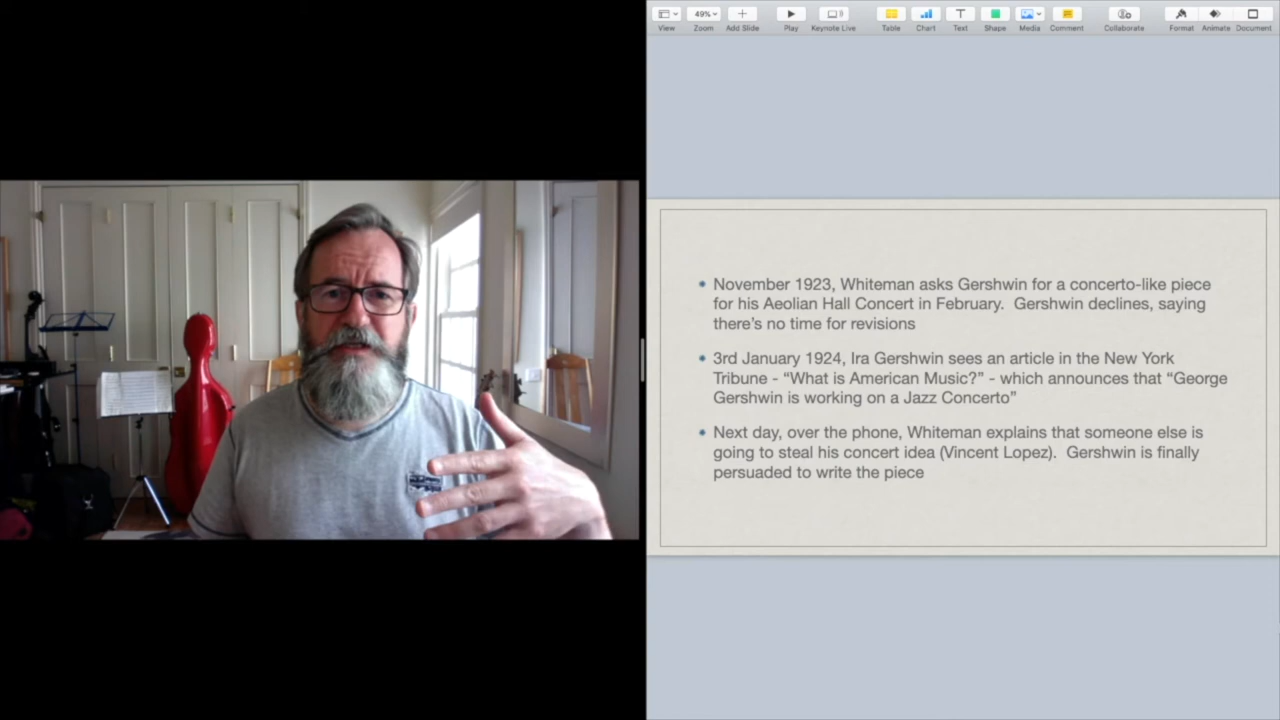 49%
View
Zoom
Add Slide
Play
Keynote Live
Table
Chart
Text
Shape
Media
Comment
Collaborate
Format
Animate
Document
November 1923, Whiteman asks Gershwin for a concerto-like piece
for his Aeolian Hall Concert in February.  Gershwin declines, saying
there’s no time for revisions
3rd January 1924, Ira Gershwin sees an article in the New York
Tribune - “What is American Music?” - which announces that “George
Gershwin is working on a Jazz Concerto”
Next day, over the phone, Whiteman explains that someone else is
going to steal his concert idea (Vincent Lopez).  Gershwin is finally
persuaded to write the piece